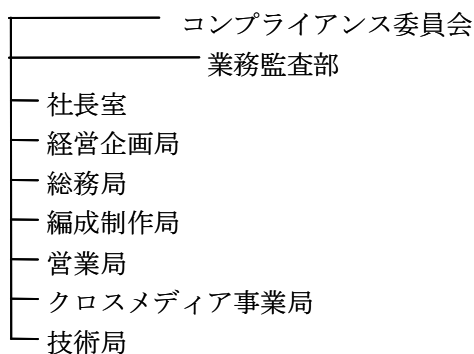 コンプライアンス委員会
業務監査部
社長室
経営企画局
総務局
編成制作局
営業局
クロスメディア事業局
技術局